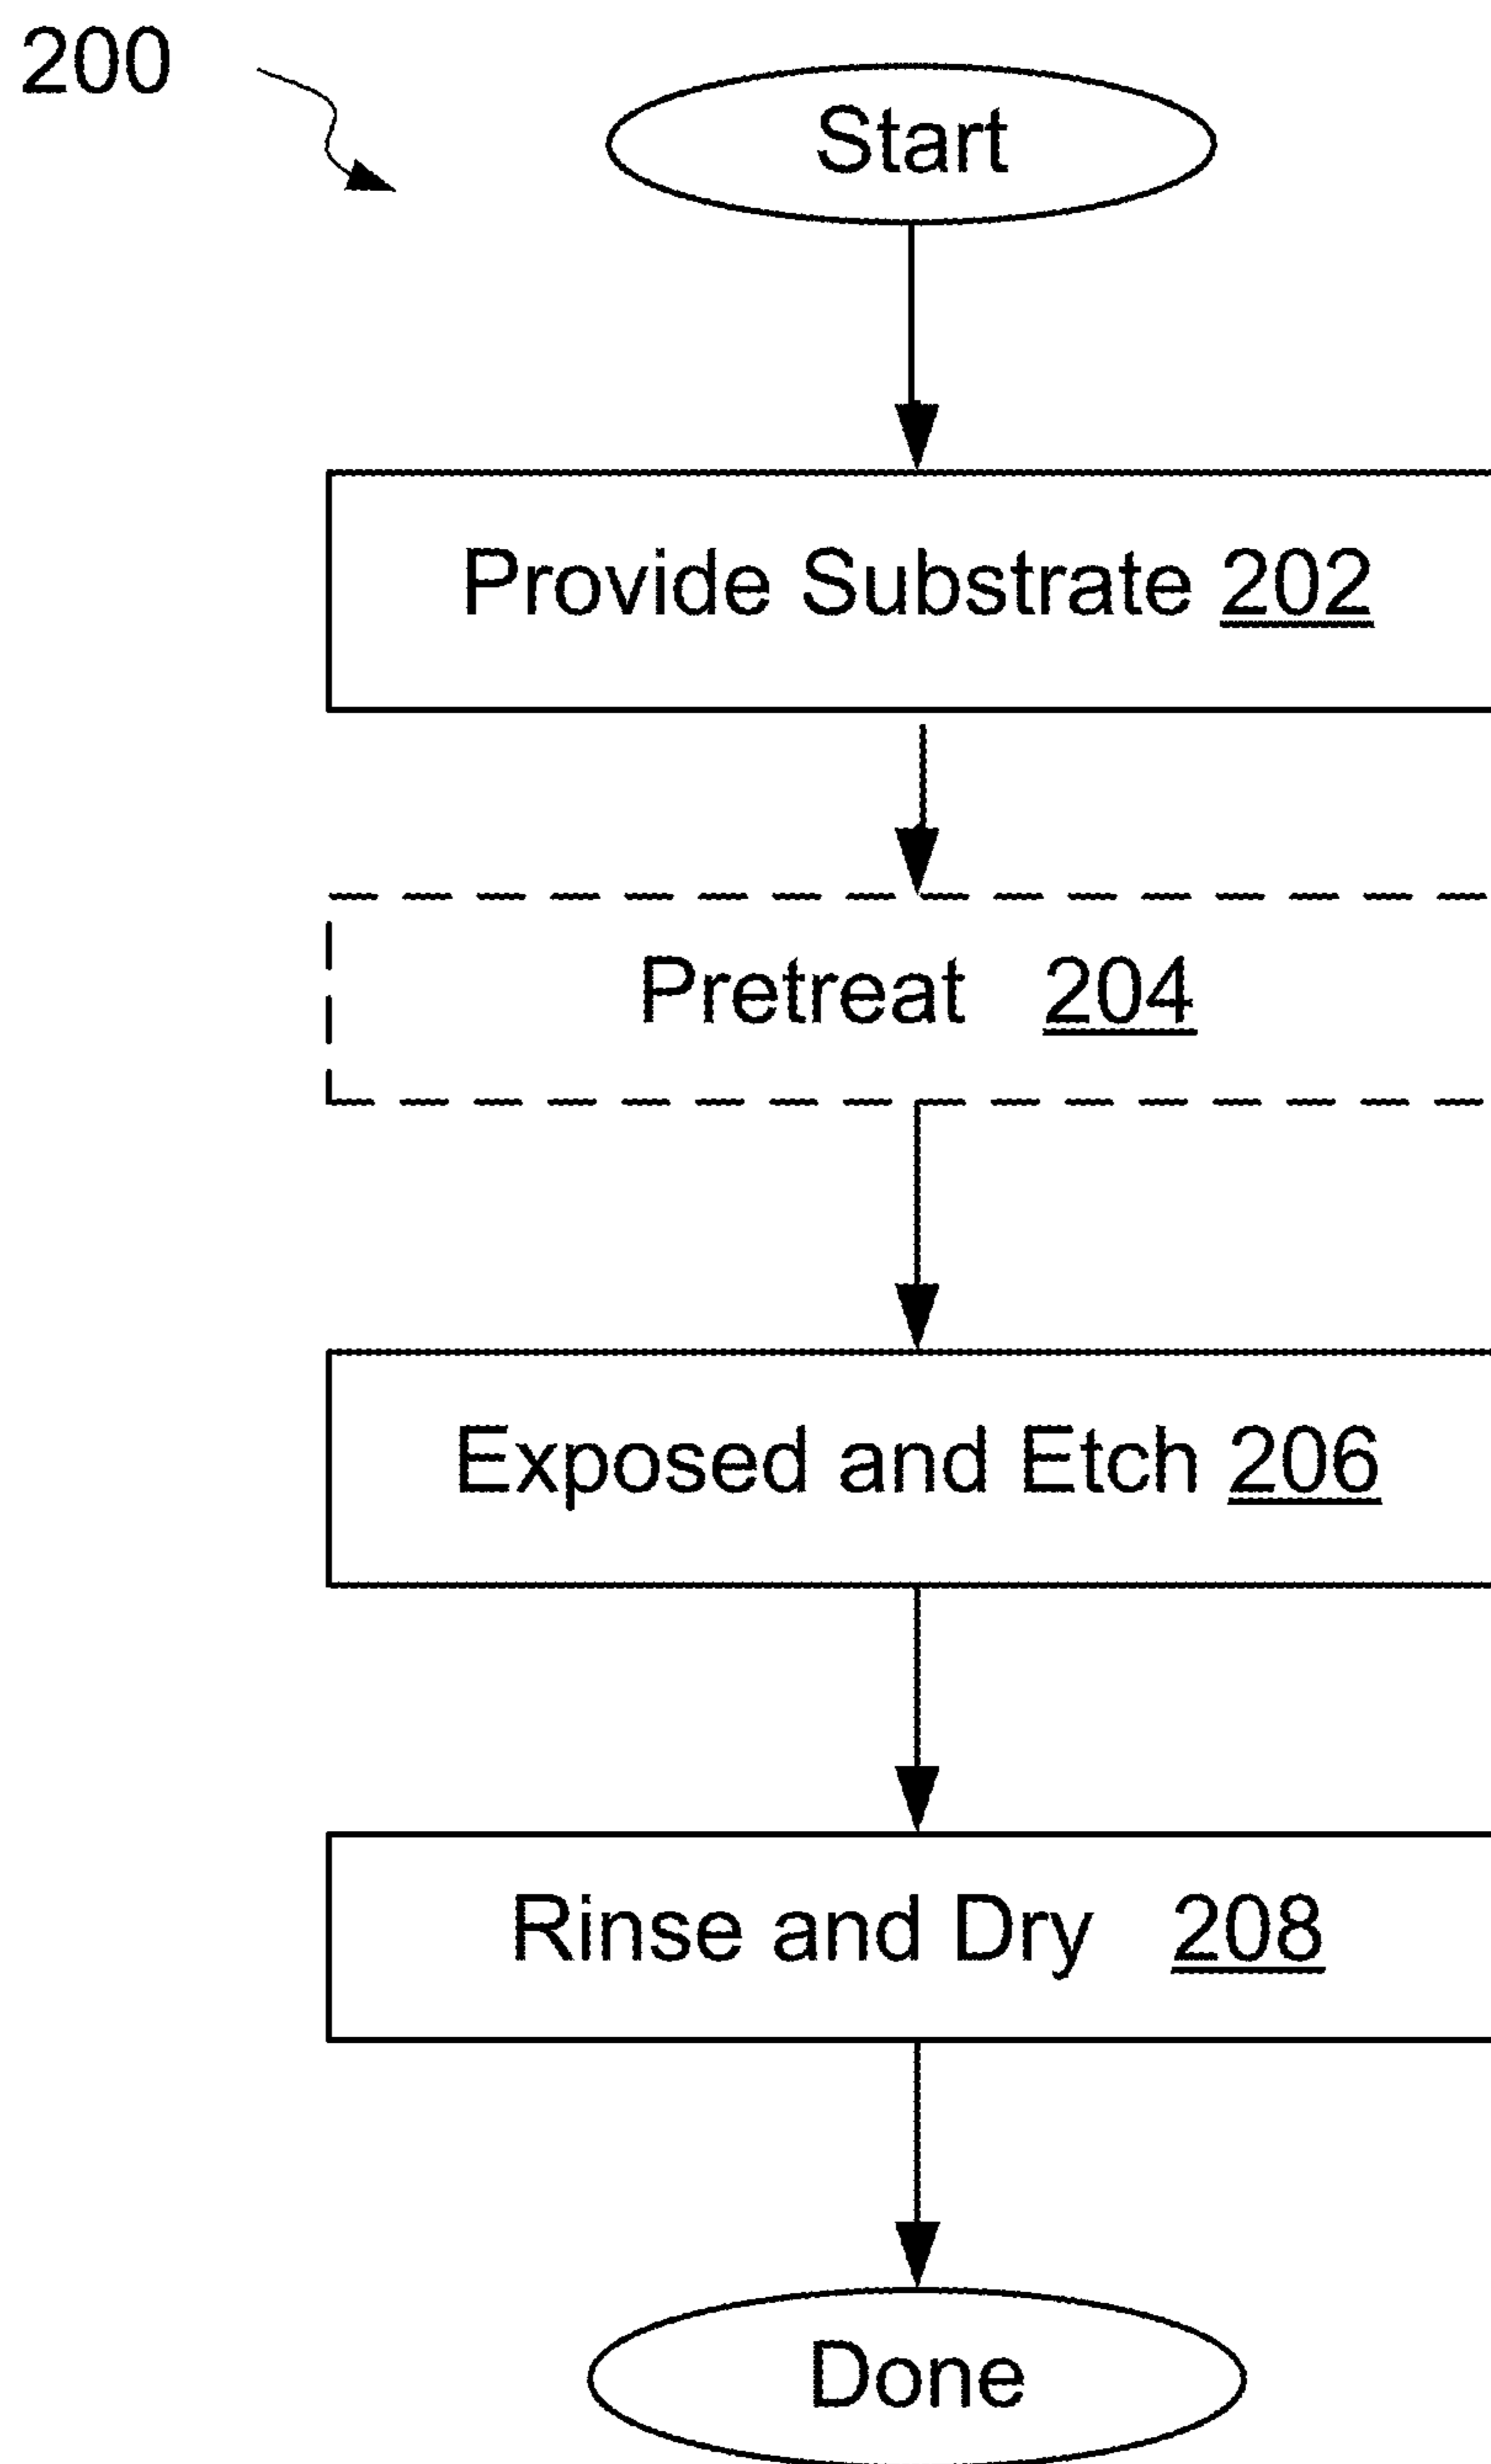 200
Start
Provide Substrate 202
Pretreat 204
Exposed and Etch 206
Rinse and Dry 208
Done